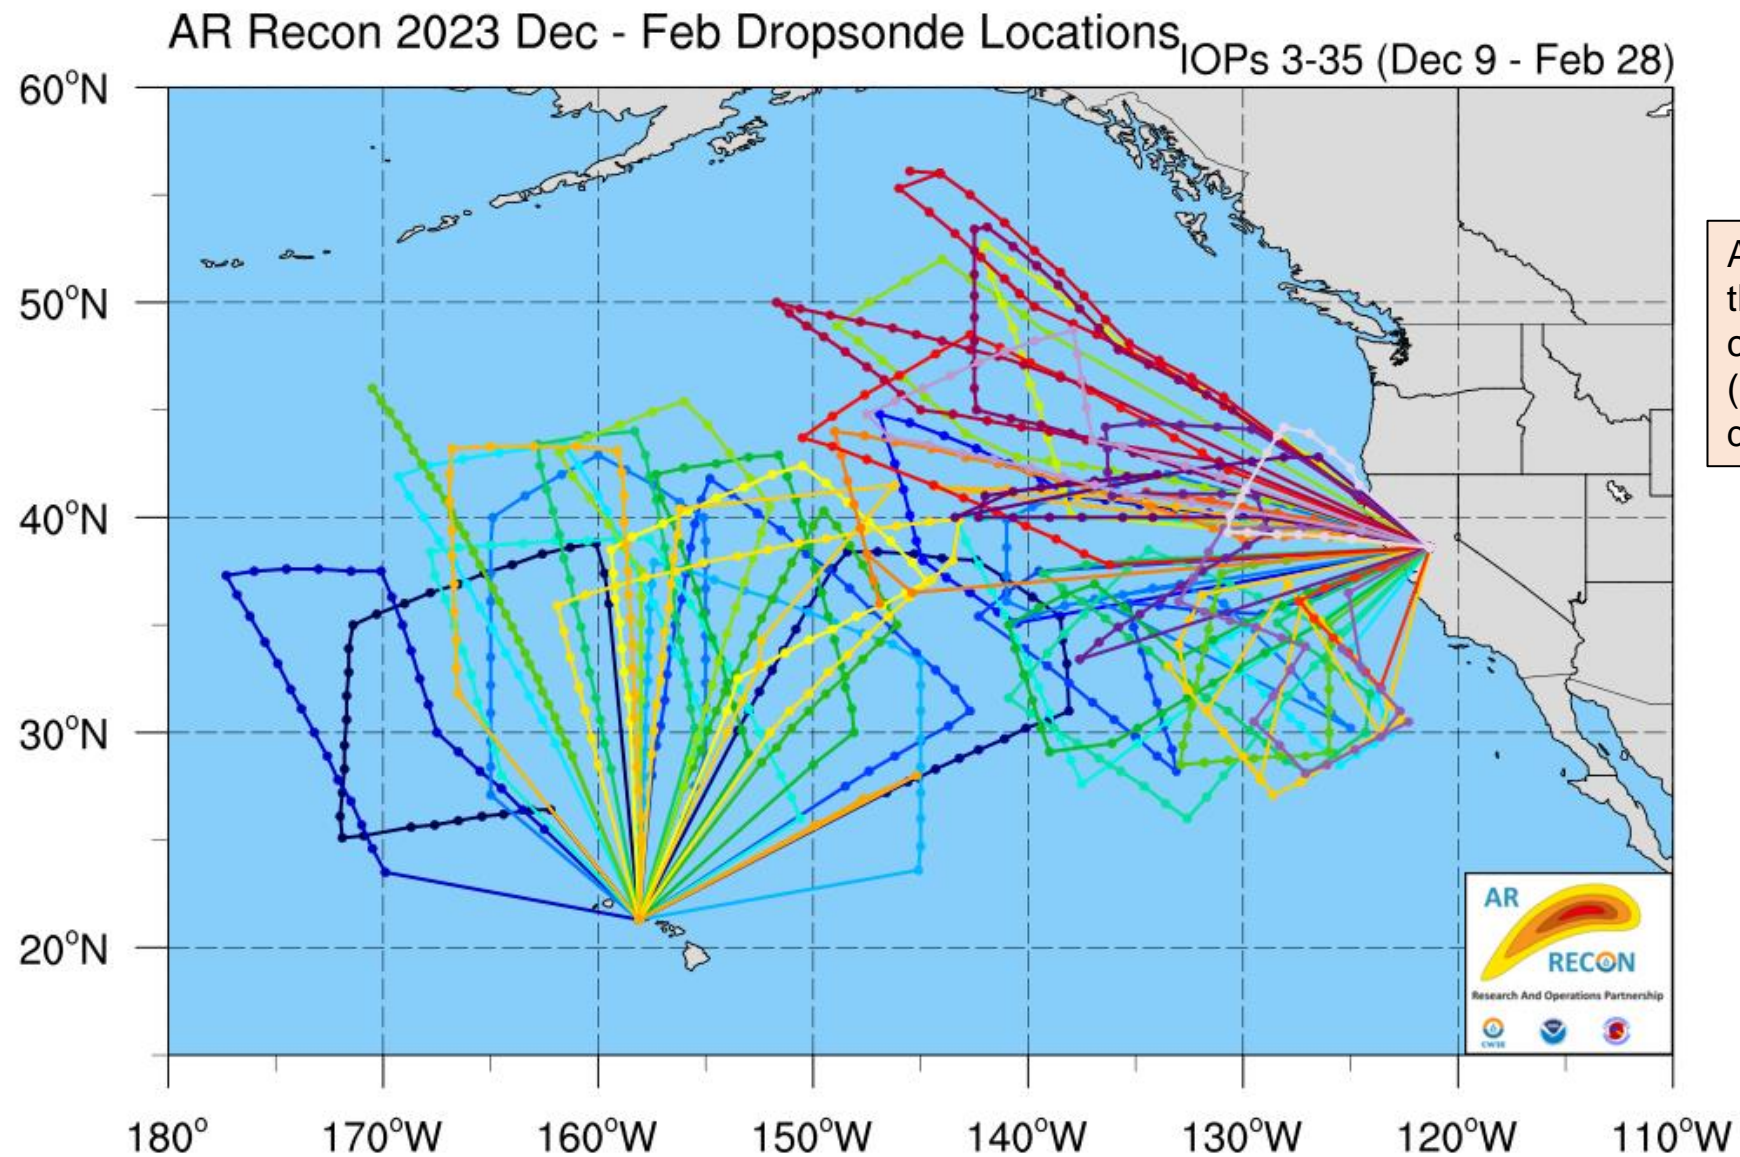 AR Recon 2023 Dec - Feb Dropsonde Locations
IOPs 3-35 (Dec 9 - Feb 28)
60°N
50°N
40°N
30°N
20°N
180° 170°W 160°W 150°W 140°W 130°W 120°W 110°W
AR
RECON
Research And Operations Partnership
CW3E